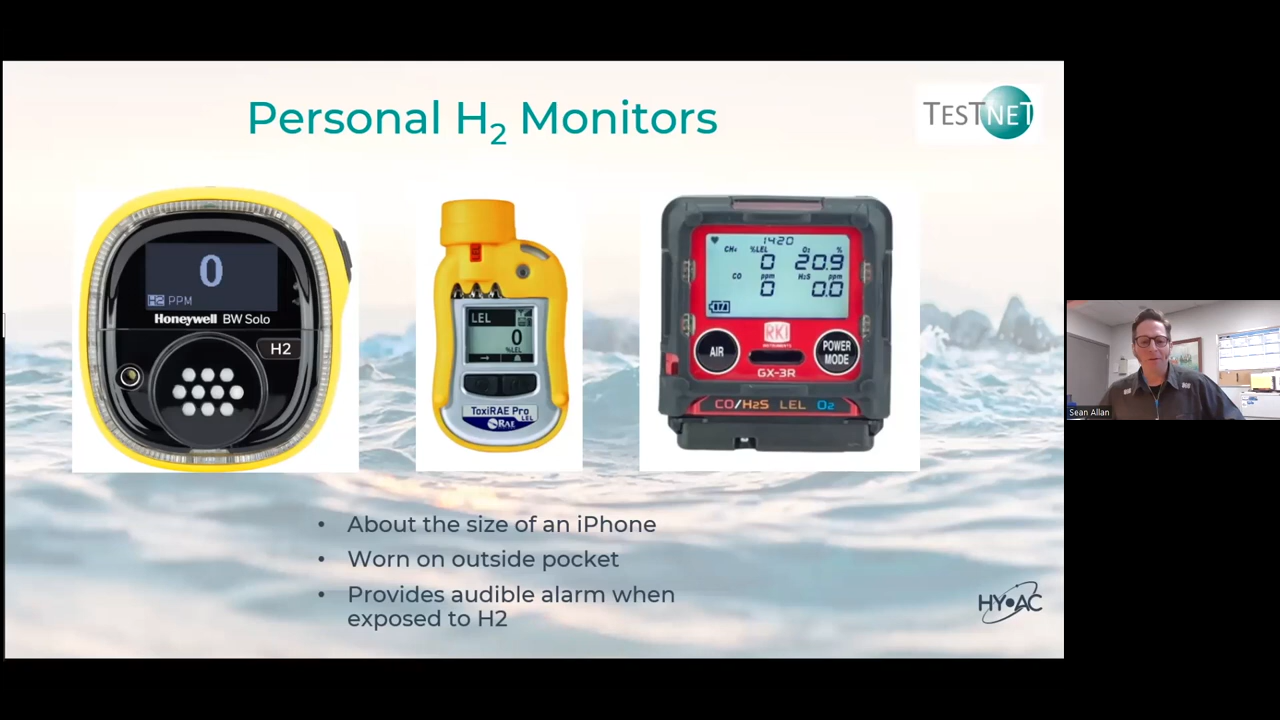 Personal H2 Monitors
TESTNET
0
H2 PPM
Honeywell BW Solo
H2
LEL
0
%LEL
ToxiRAE Pro
LEL
RAE
1420
CH4 %LEL O2 %
0 20.9
CO ppm H2S ppm
0 0.0
AIR
RKI
INSTRUMENTS
POWER
MODE
GX-3R
CO/H2S LEL O2
• About the size of an iPhone
• Worn on outside pocket
• Provides audible alarm when
exposed to H2
HY•AC
Sean Allan